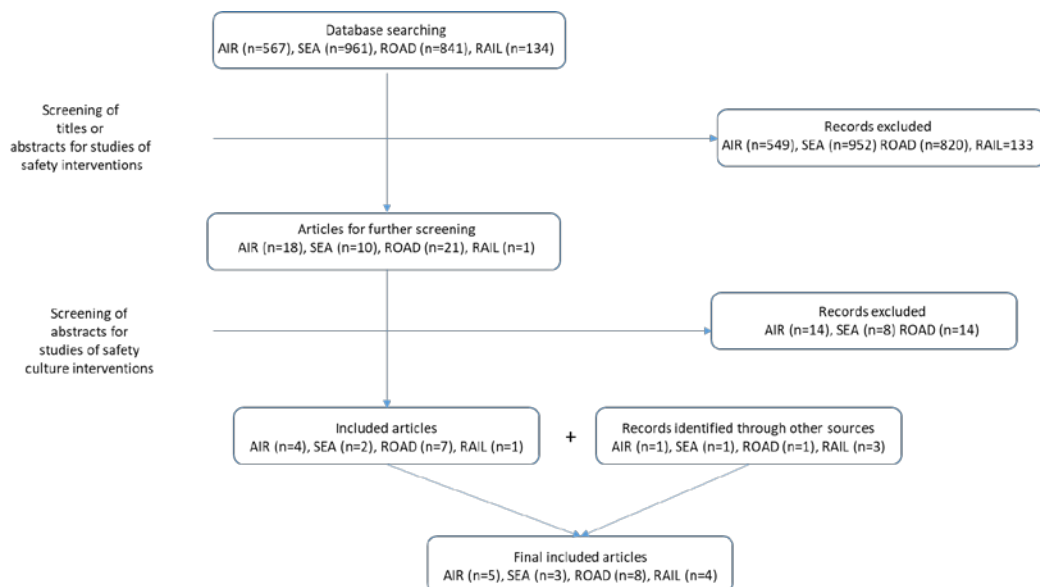 Database searching
AIR (n=567), SEA (n=961), ROAD (n=841), RAIL (n=134)
Screening of
titles or
abstracts for studies of
safety interventions
Records excluded
AIR (n=549), SEA (n=952) ROAD (n=820), RAIL=133
Articles for further screening
AIR (n=18), SEA (n=10), ROAD (n=21), RAIL (n=1)
Screening of
abstracts for
studies of safety
culture interventions
Records excluded
AIR (n=14), SEA (n=8) ROAD (n=14)
Included articles
AIR (n=4), SEA (n=2), ROAD (n=7), RAIL (n=1)
+
Records identified through other sources
AIR (n=1), SEA (n=1), ROAD (n=1), RAIL (n=3)
Final included articles
AIR (n=5), SEA (n=3), ROAD (n=8), RAIL (n=4)